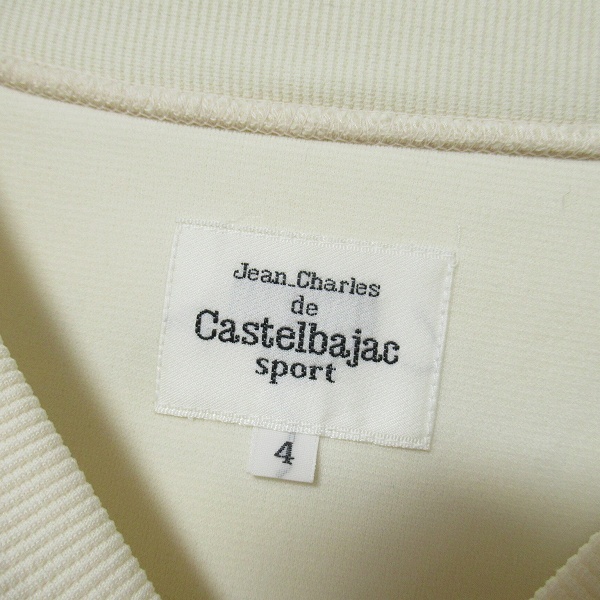 Jean_Charles
de
Castelbajac
sport
4